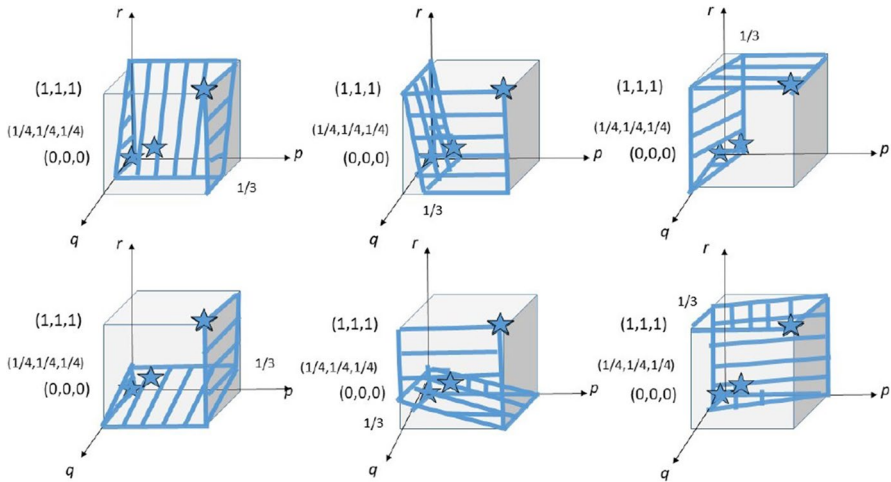 r
(1,1,1)
(1/4,1/4,1/4)
(0,0,0)
p
1/3
q
r
(1,1,1)
(1/4,1/4,1/4)
(0,0,0)
p
1/3
q
r
1/3
(1,1,1)
(1/4,1/4,1/4)
(0,0,0)
p
q
r
(1,1,1)
(1/4,1/4,1/4)
1/3
(0,0,0)
p
q
r
(1,1,1)
(1/4,1/4,1/4)
(0,0,0)
p
1/3
q
r
1/3
(1,1,1)
(1/4,1/4,1/4)
(0,0,0)
p
q